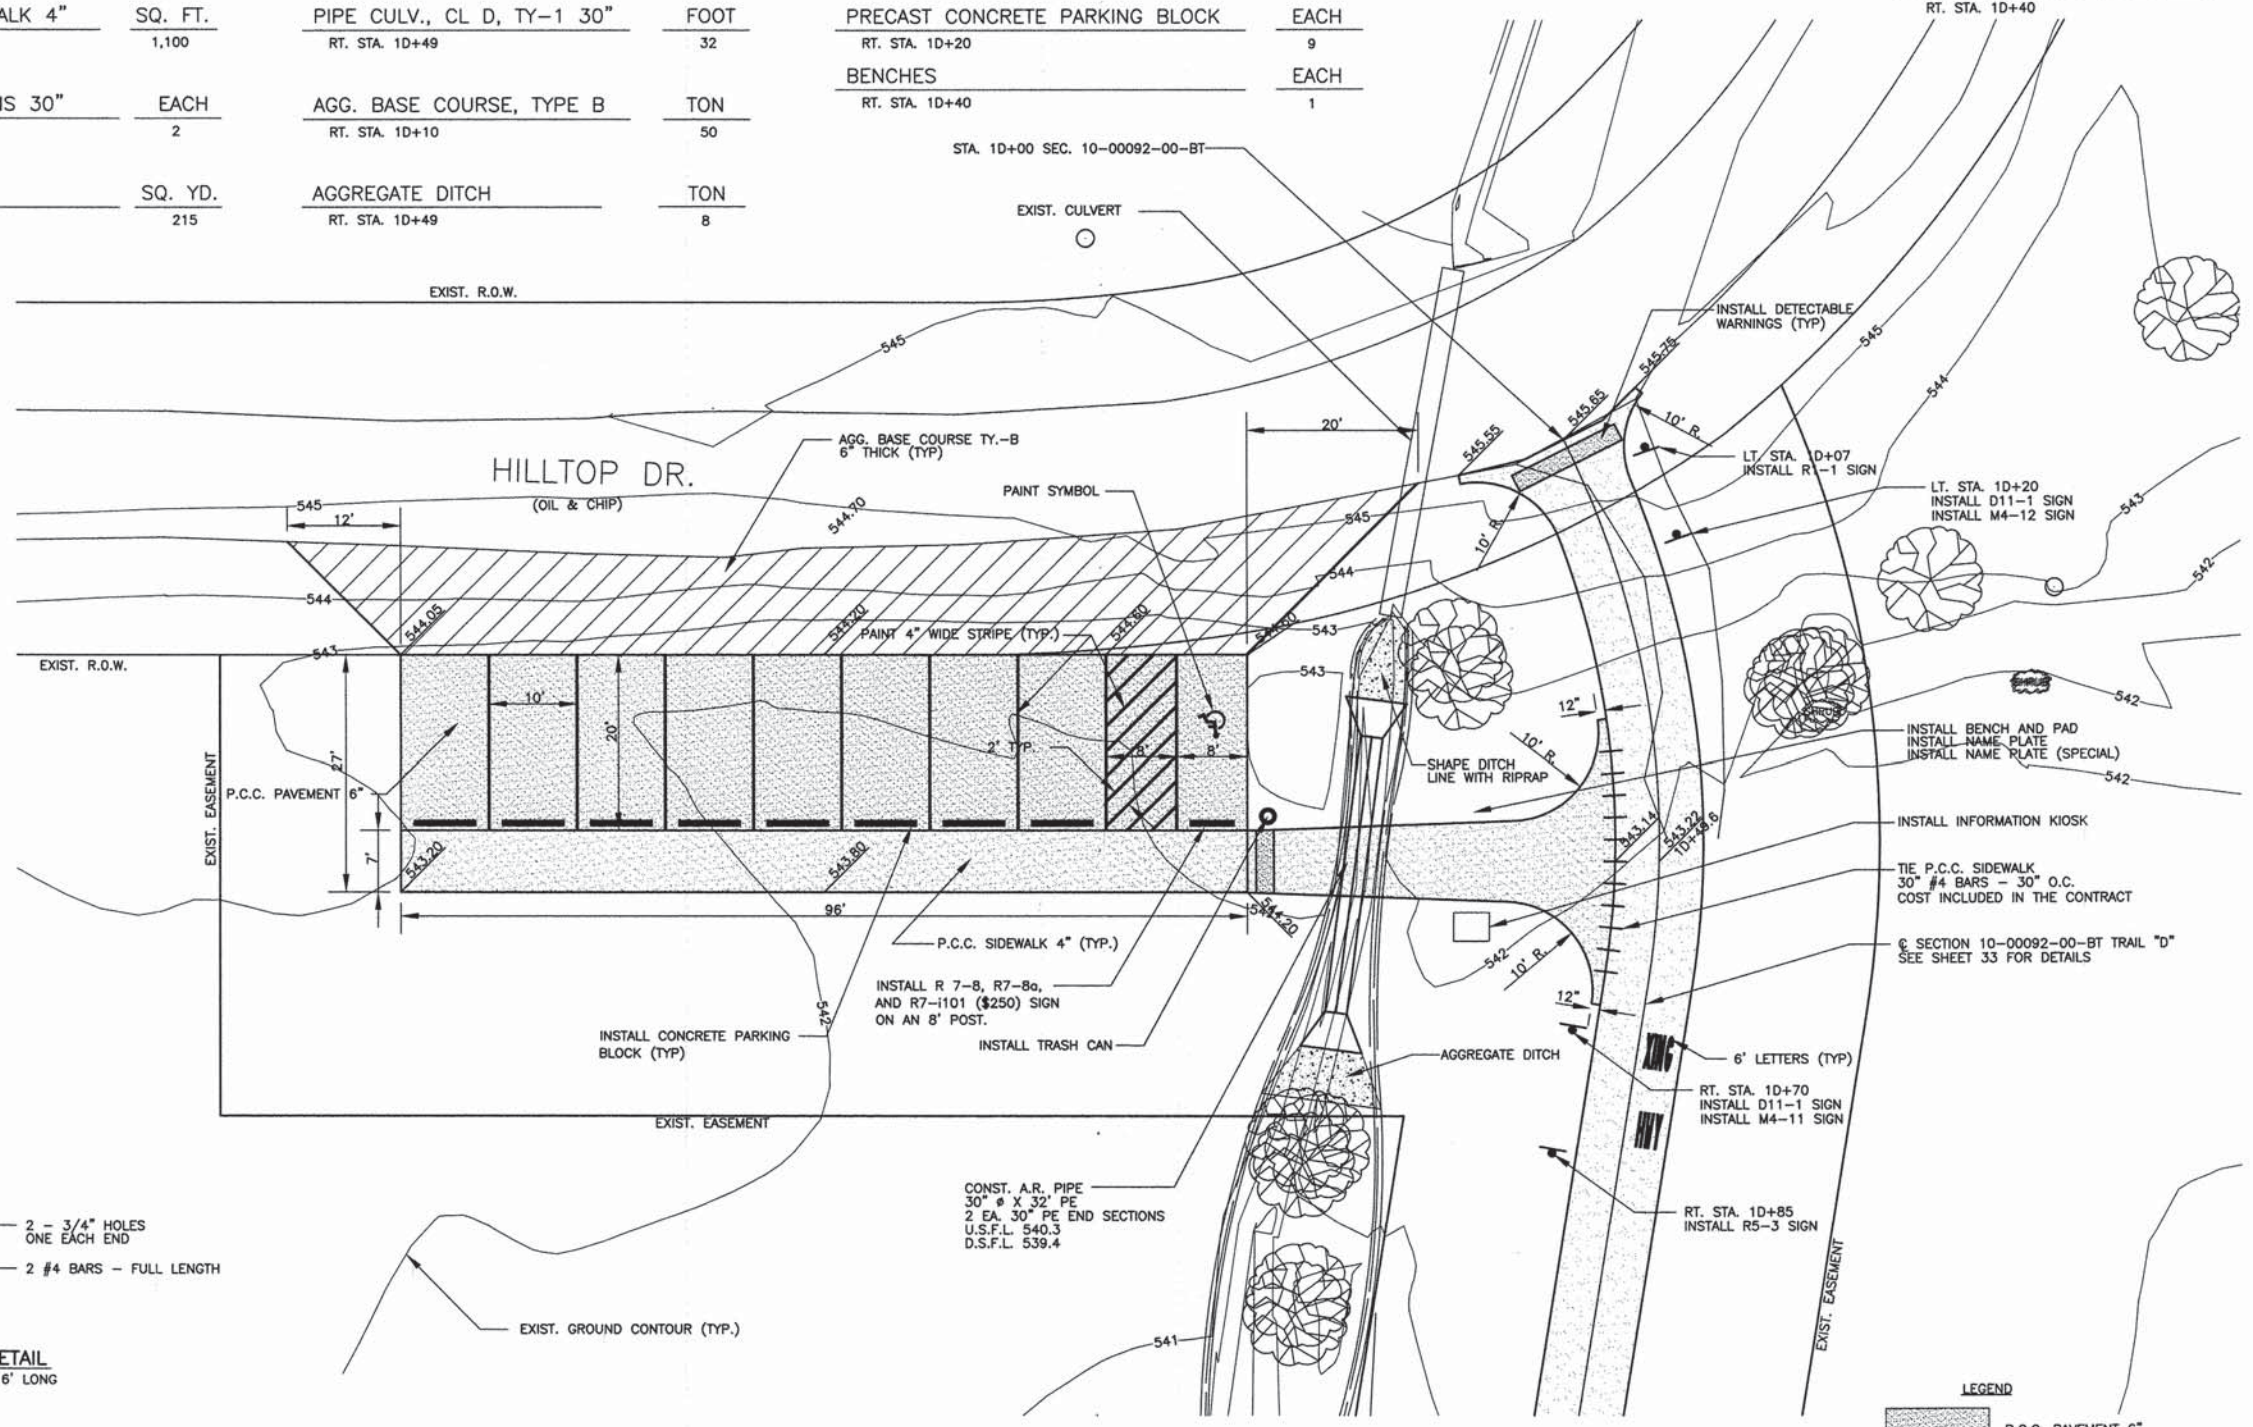 ALK 4"
SQ. FT.
1,100
PIPE CULV., CL D, TY-1 30"
FOOT
RT. STA. 1D+49
32
PRECAST CONCRETE PARKING BLOCK
EACH
RT. STA. 1D+20
9
BENCHES
EACH
RT. STA. 1D+40
1
RT. STA. 1D+40
NS 30"
EACH
2
AGG. BASE COURSE, TYPE B
TON
RT. STA. 1D+10
50
SQ. YD.
215
AGGREGATE DITCH
TON
RT. STA. 1D+49
8
STA. 1D+00 SEC. 10-00092-00-BT
EXIST. CULVERT
EXIST. R.O.W.
INSTALL DETECTABLE
WARNINGS (TYP)
545
545
544
545.75
545.65
545.55
10' R.
20'
AGG. BASE COURSE TY.-B
6" THICK (TYP)
HILLTOP DR.
(OIL & CHIP)
PAINT SYMBOL
LT. STA. 1D+07
INSTALL R1-1 SIGN
LT. STA. 1D+20
INSTALL D11-1 SIGN
INSTALL M4-12 SIGN
545
12'
544.70
545
10' R.
543
542
544
544
544.05
544.20
PAINT 4" WIDE STRIPE (TYP.)
544.60
544.60
543
543
EXIST. R.O.W.
543
SHRUB
SHRUB
542
10'
20'
27'
2' TYP.
8'
8'
12"
10' R.
INSTALL BENCH AND PAD
INSTALL NAME PLATE
INSTALL NAME PLATE (SPECIAL)
542
SHAPE DITCH
LINE WITH RIPRAP
EXIST. EASEMENT
P.C.C. PAVEMENT 6"
7'
543.20
543.80
543.14
543.22
1D+49.6
INSTALL INFORMATION KIOSK
TIE P.C.C. SIDEWALK
30" #4 BARS - 30" O.C.
COST INCLUDED IN THE CONTRACT
96'
544.20
P.C.C. SIDEWALK 4" (TYP.)
542
10' R.
℄ SECTION 10-00092-00-BT TRAIL "D"
SEE SHEET 33 FOR DETAILS
INSTALL R 7-8, R7-8a,
AND R7-i101 ($250) SIGN
ON AN 8' POST.
542
12"
INSTALL CONCRETE PARKING
BLOCK (TYP)
INSTALL TRASH CAN
AGGREGATE DITCH
XING
6' LETTERS (TYP)
RT. STA. 1D+70
INSTALL D11-1 SIGN
INSTALL M4-11 SIGN
HWY
EXIST. EASEMENT
CONST. A.R. PIPE
30" ø X 32' PE
2 EA. 30" PE END SECTIONS
U.S.F.L. 540.3
D.S.F.L. 539.4
RT. STA. 1D+85
INSTALL R5-3 SIGN
2 - 3/4" HOLES
ONE EACH END
2 #4 BARS - FULL LENGTH
EXIST. GROUND CONTOUR (TYP.)
541
EXIST. EASEMENT
ETAIL
6' LONG
LEGEND
P.C.C. PAVEMENT 6"